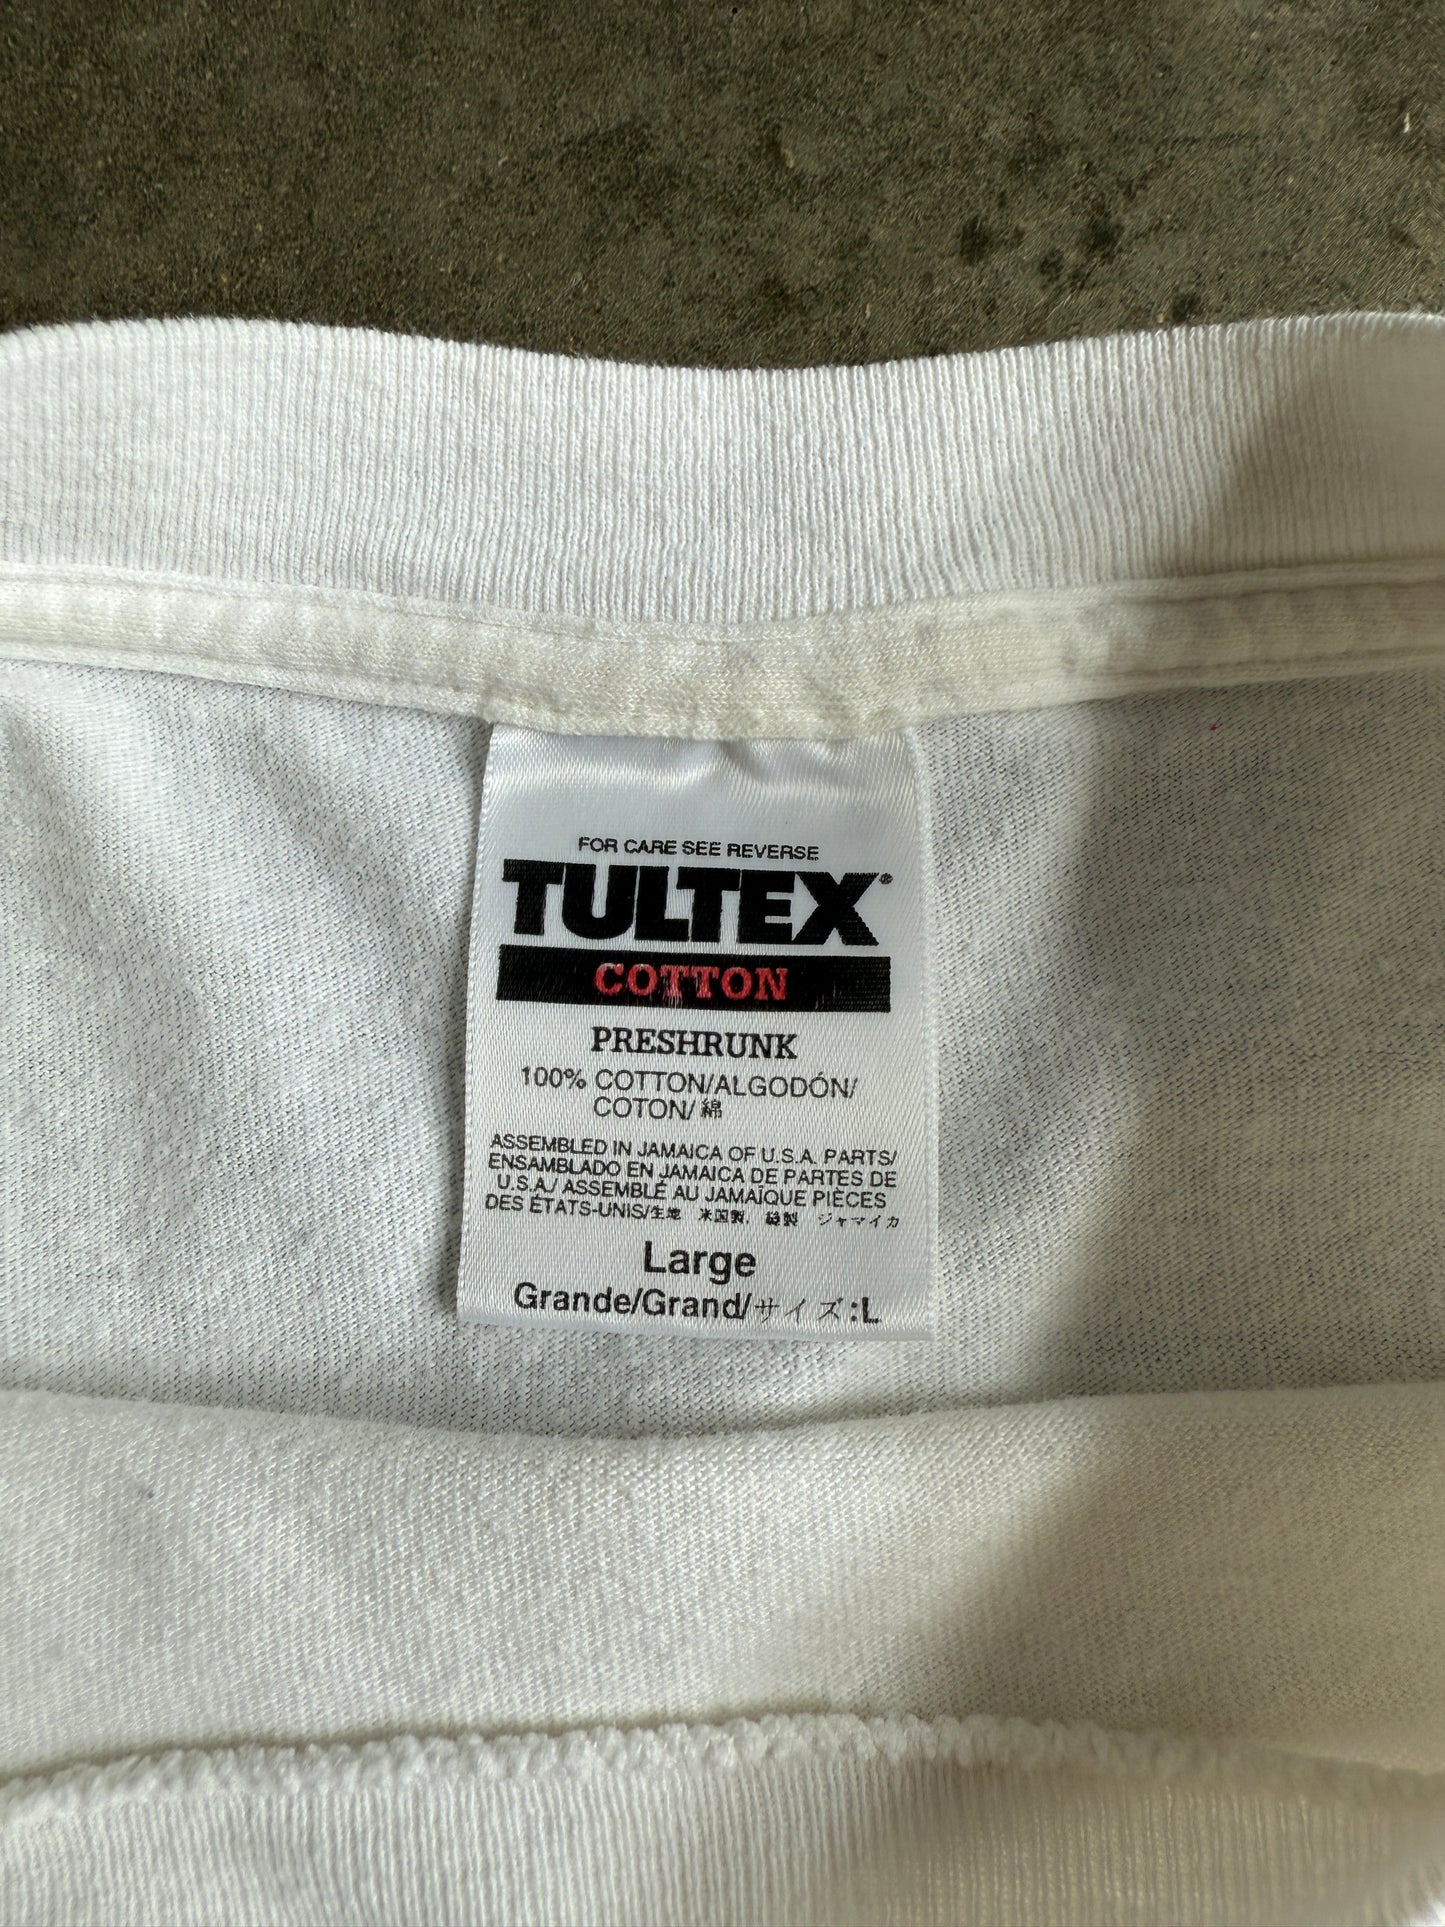 FOR CARE SEE REVERSE
TULTEX®
COTTON
PRESHRUNK
100% COTTON/ALGODÓN/
COTON/綿
ASSEMBLED IN JAMAICA OF U.S.A. PARTS/
ENSAMBLADO EN JAMAICA DE PARTES DE
U.S.A./ ASSEMBLÉ AU JAMAÏQUE PIÈCES
DES ÉTATS-UNIS/生地 米国製, 縫製 ジャマイカ
Large
Grande/Grand/サイズ:L